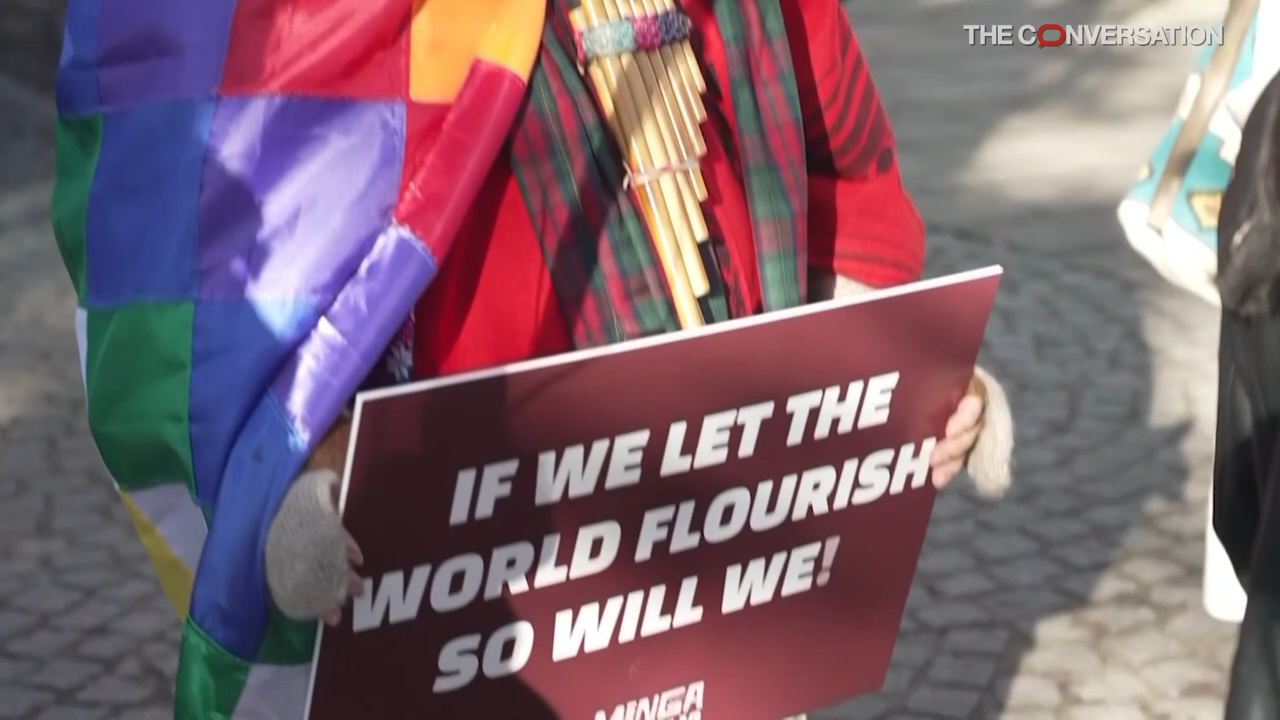 THE CONVERSATION
IF WE LET THE
WORLD FLOURISH
SO WILL WE!
MINGA